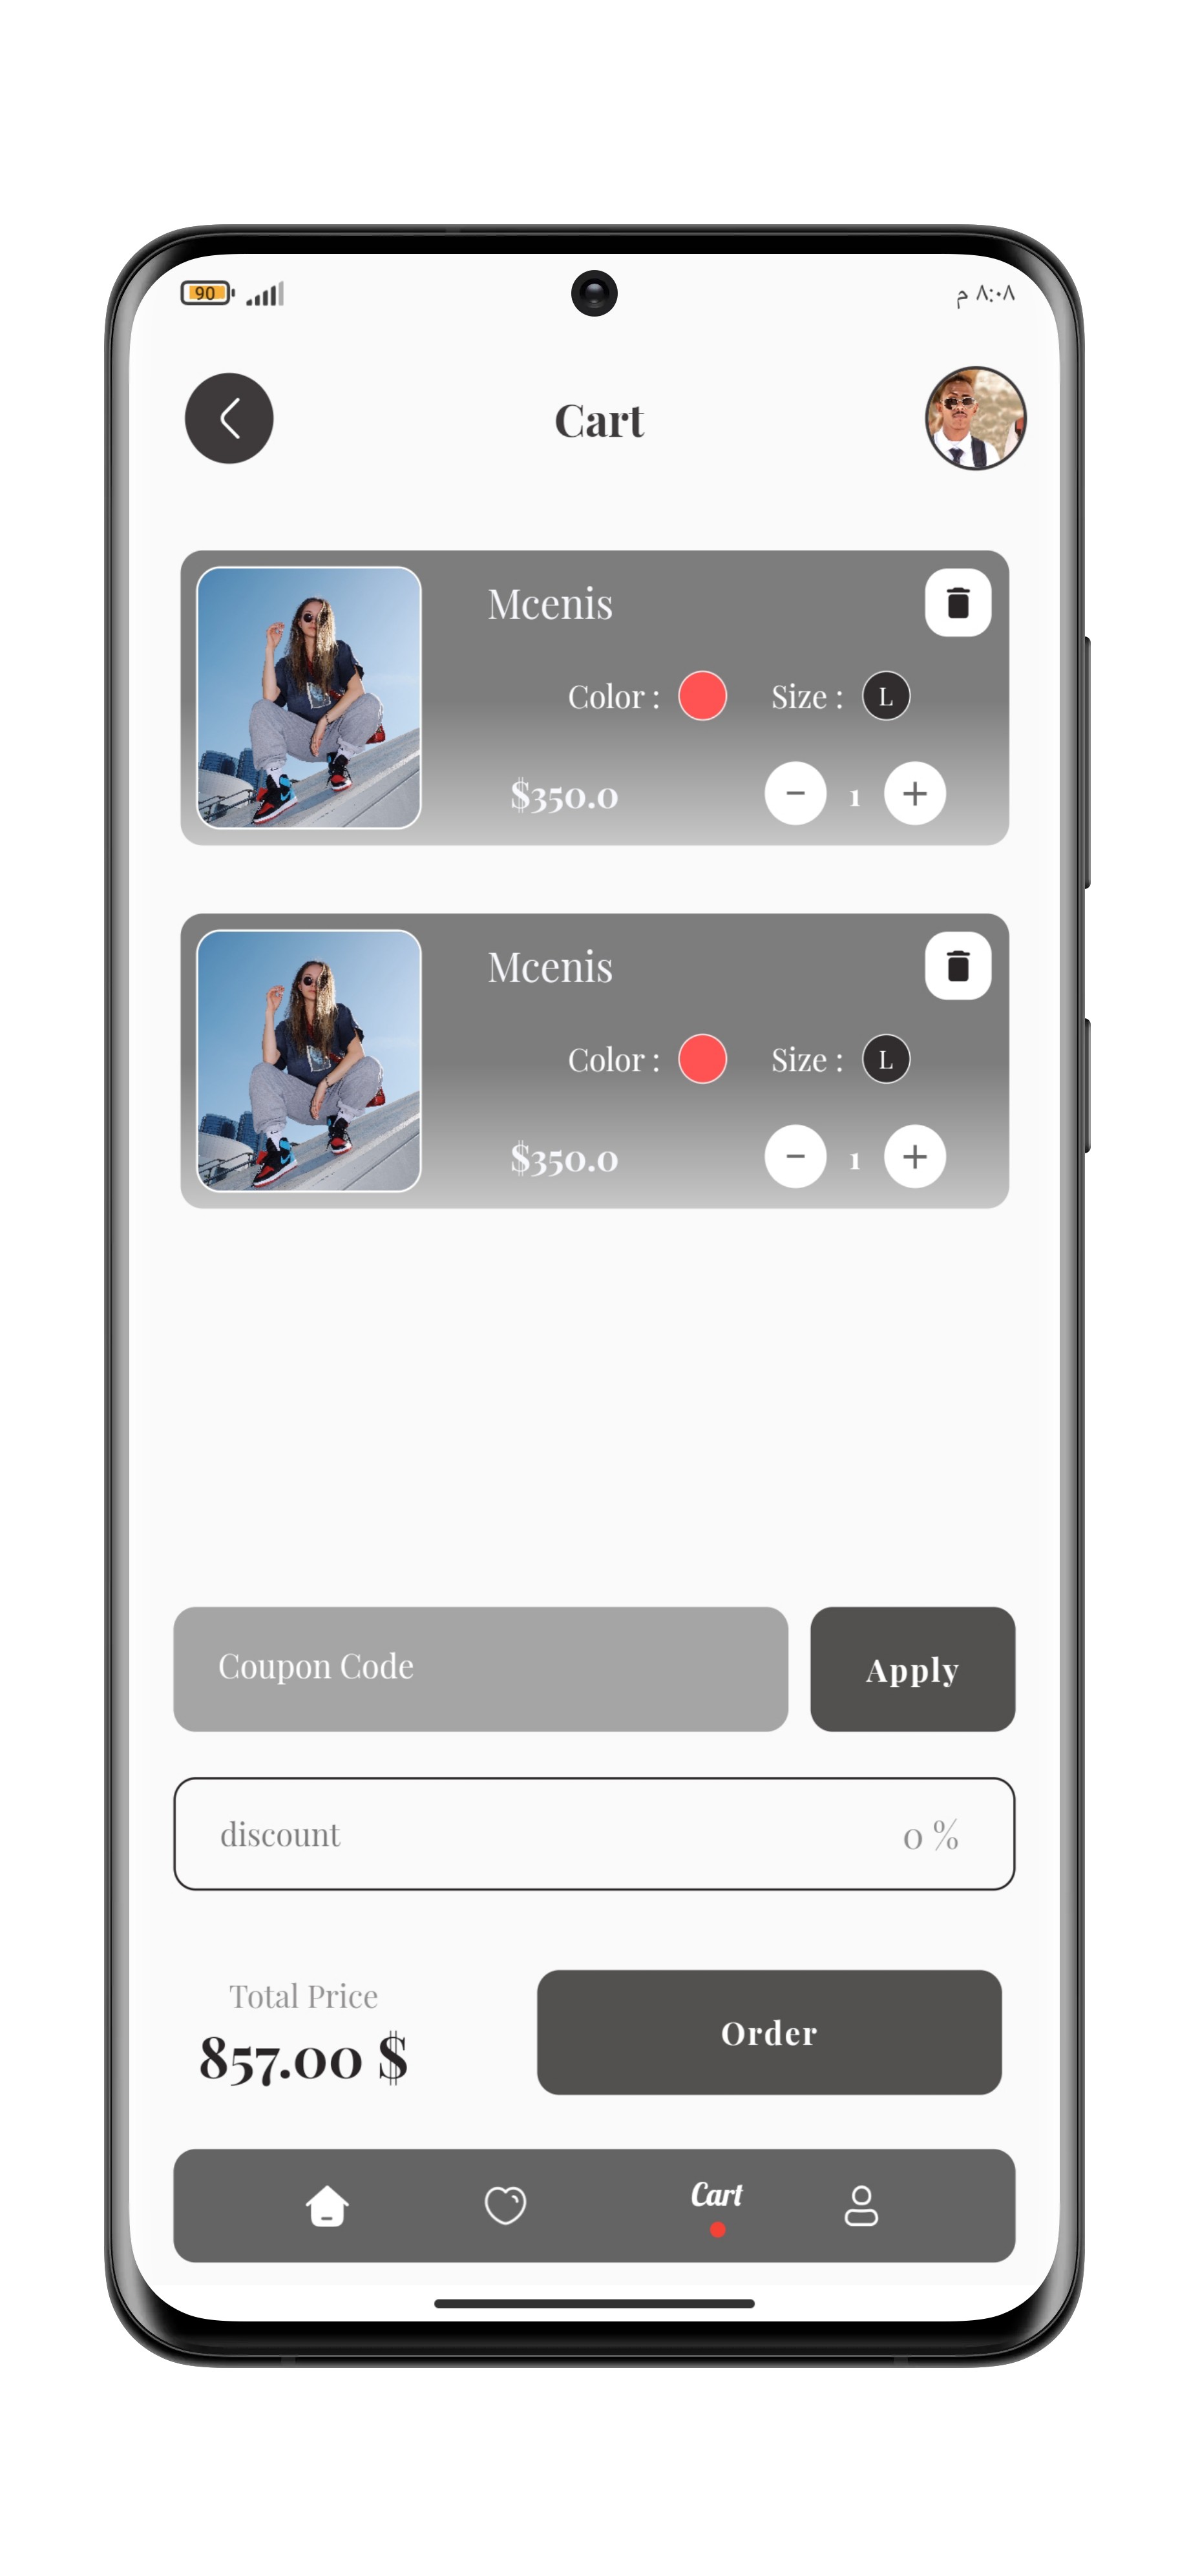 90
٨:٠٨ م
Cart
Mcenis
Color :
Size : L
$350.0
1
Mcenis
Color :
Size : L
$350.0
1
Coupon Code
Apply
discount
0 %
Total Price
857.00 $
Order
Cart